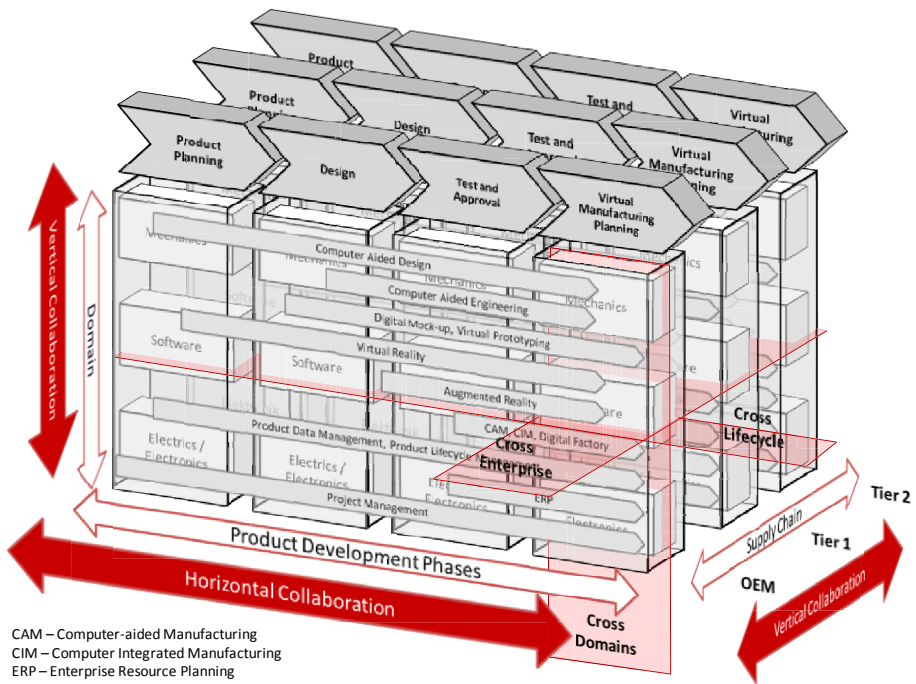 Product
Test and
Virtual
Product
Design
Test and
Virtual
Manufacturing
Product
Planning
Design
Test and
Approval
Virtual
Manufacturing
Planning
Vertical Collaboration
Domain
Mechanics
Mechanics
Mechanics
Computer Aided Design
Computer Aided Engineering
Digital Mock-up, Virtual Prototyping
Virtual Reality
Software
Software
Augmented Reality
CAM, CIM, Digital Factory
Product Data Management, Product Lifecycle
Cross
Enterprise
Cross
Lifecycle
Electrics /
Electronics
Electrics /
Electronics
Electronics
Electronics
ERP
Project Management
Product Development Phases
Horizontal Collaboration
Cross
Domains
Supply Chain
OEM
Tier 1
Tier 2
Vertical Collaboration
CAM – Computer-aided Manufacturing
CIM – Computer Integrated Manufacturing
ERP – Enterprise Resource Planning